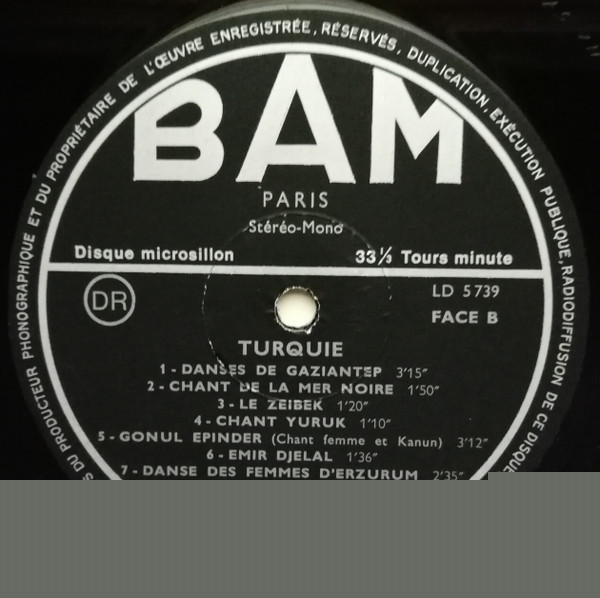 S DU PRODUCTEUR PHONOGRAPHIQUE ET DU PROPRIÉTAIRE DE L'ŒUVRE ENREGISTRÉE, RÉSERVÉS, DUPLICATION, EXÉCUTION PUBLIQUE, RADIODIFFUSION DE CE DISQUE
BAM
PARIS
Stéréo-Mono
Disque microsillon 33⅓ Tours minute
DR LD 5739
FACE B
TURQUIE
1 - DANSES DE GAZIANTEP 3'15"
2 - CHANT DE LA MER NOIRE 1'50"
3 - LE ZEIBEK 1'20"
4 - CHANT YURUK 1'10"
5 - GONUL EPINDER (Chant femme et Kanun) 3'12"
6 - EMIR DJELAL 1'36"
7 - DANSE DES FEMMES D'ERZURUM 2'35"